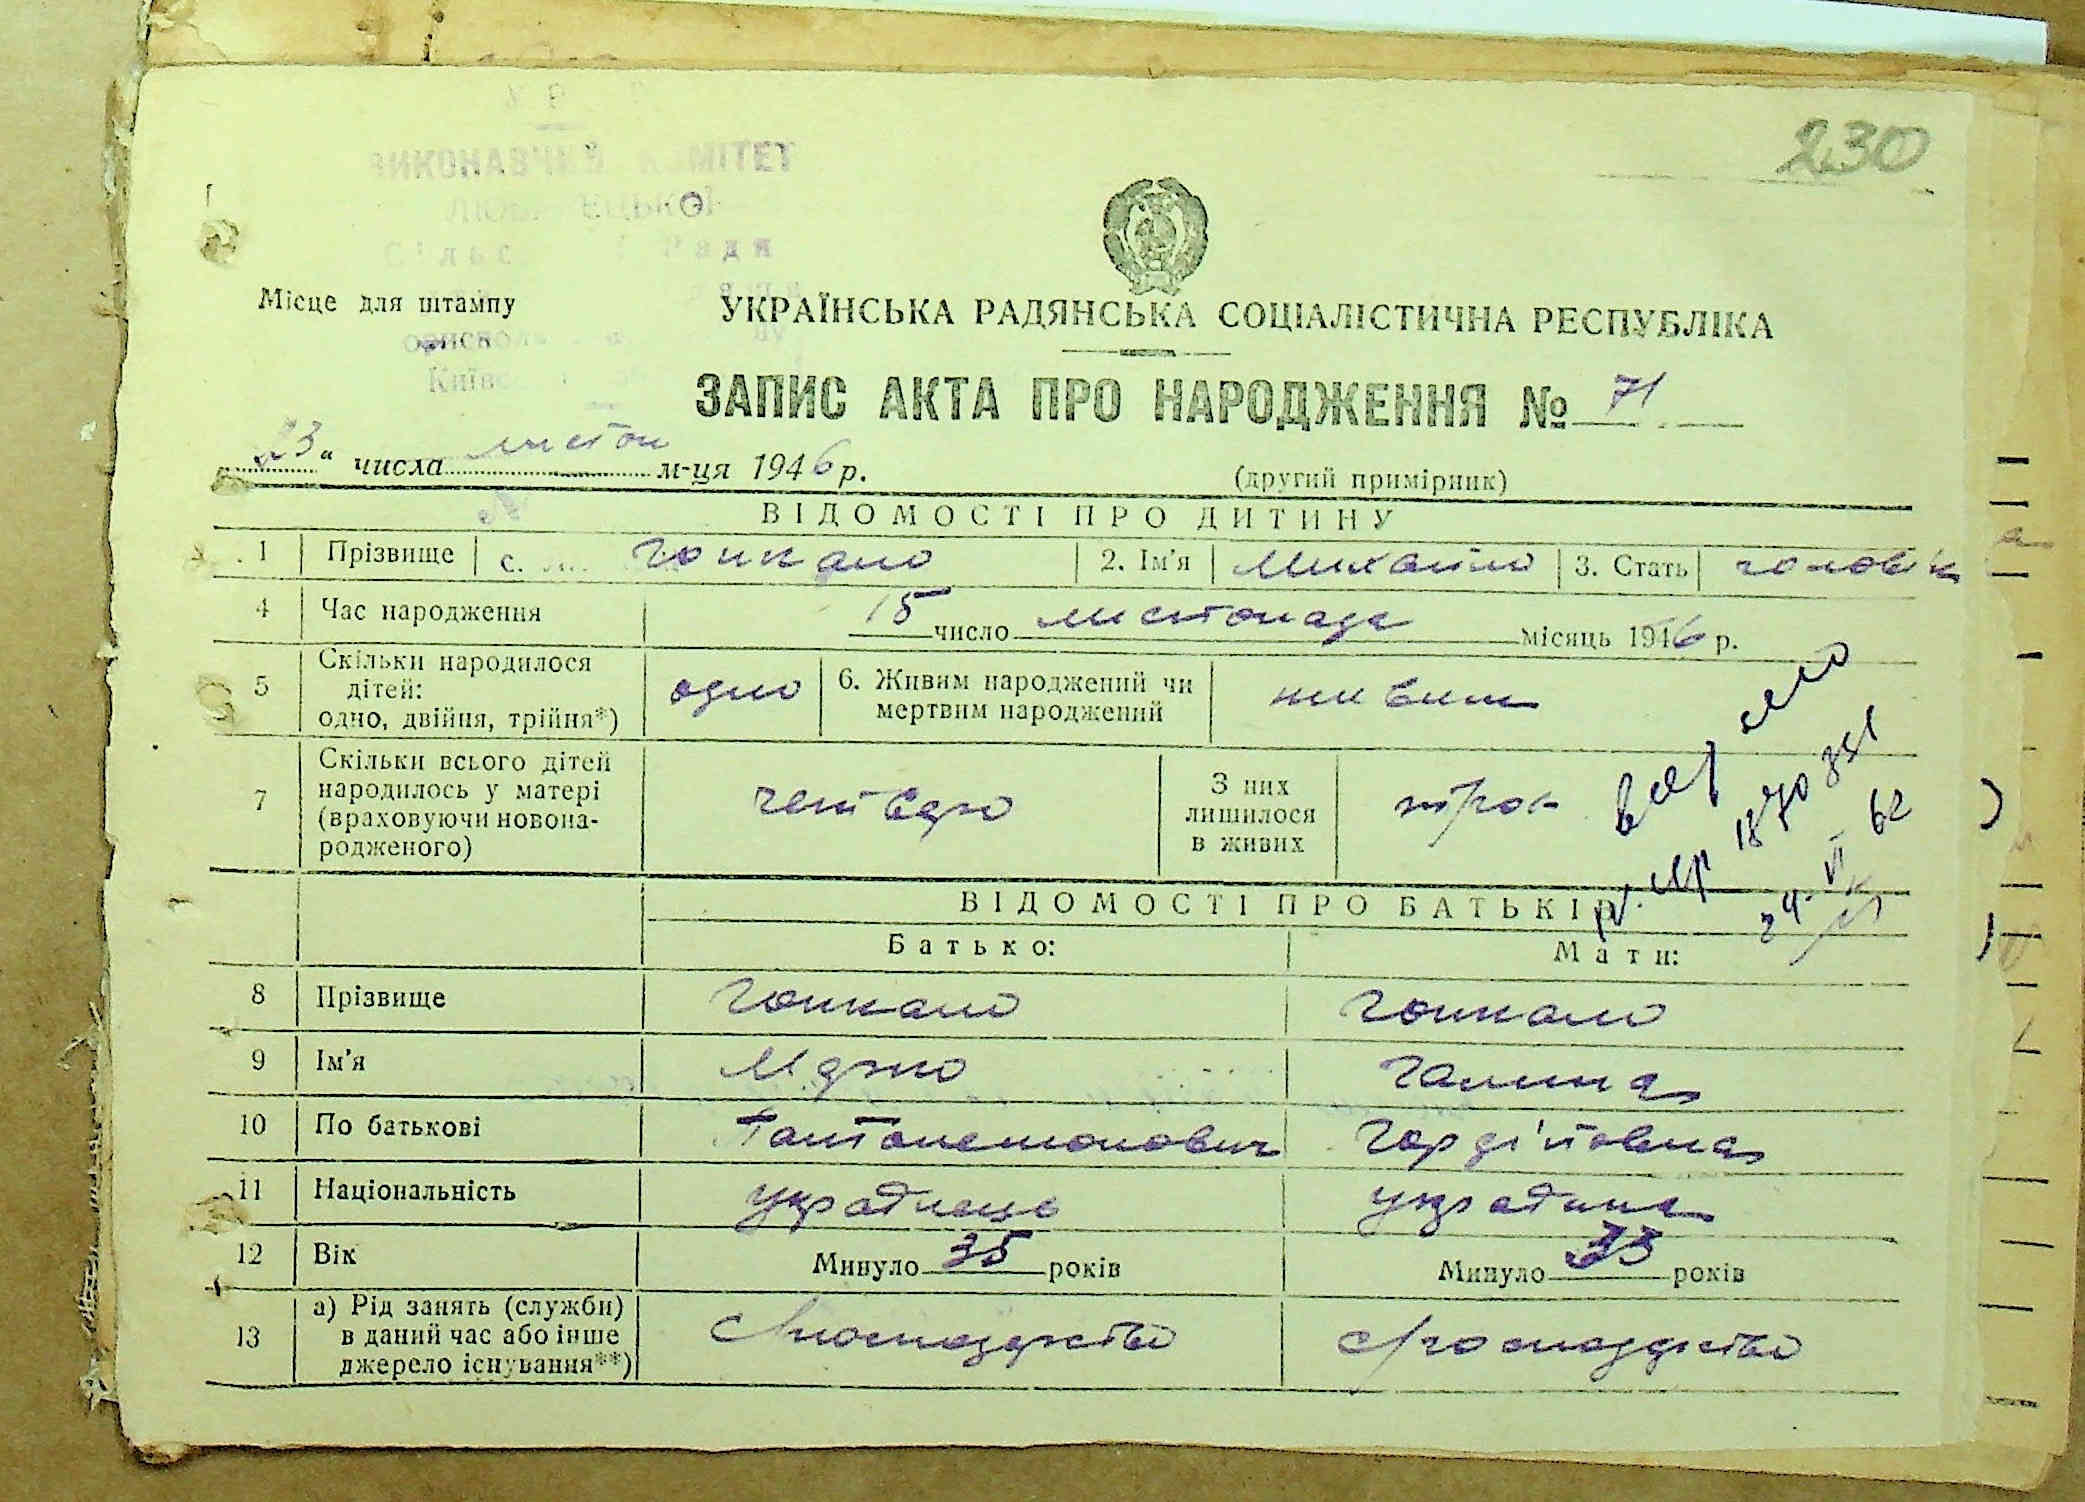 230
ВИКОНАВЧИЙ КОМІТЕТ
Місце для штампу
УКРАЇНСЬКА РАДЯНСЬКА СОЦІАЛІСТИЧНА РЕСПУБЛІКА
ЗАПИС АКТА ПРО НАРОДЖЕННЯ № 71
„23“ числа листоп м-ця 1946 р.
(другий примірник)
ВІДОМОСТІ ПРО ДИТИНУ
1 Прізвище 2. Ім'я Михайло 3. Стать чоловік
4 Час народження 15 число листопада місяць 1946 р.
5 Скільки народилося дітей: одно, двійня, трійня*) одно 6. Живим народжений чи мертвим народжений живим
7 Скільки всього дітей народилось у матері (враховуючи новонародженого) четверо З них лишилося в живих троє
24 VI 62
ВІДОМОСТІ ПРО БАТЬКІВ
Батько: Мати:
8 Прізвище
9 Ім'я Галина
10 По батькові Пантелемонович Гордіївна
11 Національність українець українка
12 Вік Минуло 35 років Минуло 33 років
13 а) Рід занять (служби) в даний час або інше джерело існування**)